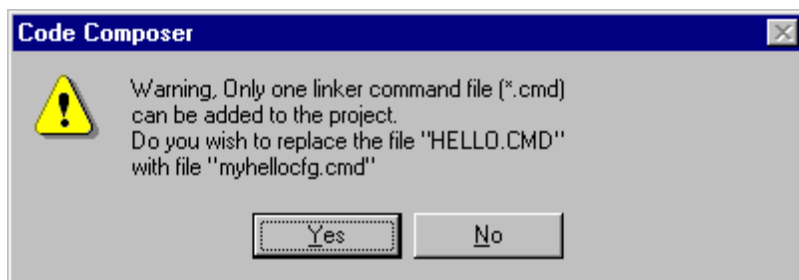 Code Composer
Warning, Only one linker command file (*.cmd)
can be added to the project.
Do you wish to replace the file "HELLO.CMD"
with file "myhellocfg.cmd"
Yes
No